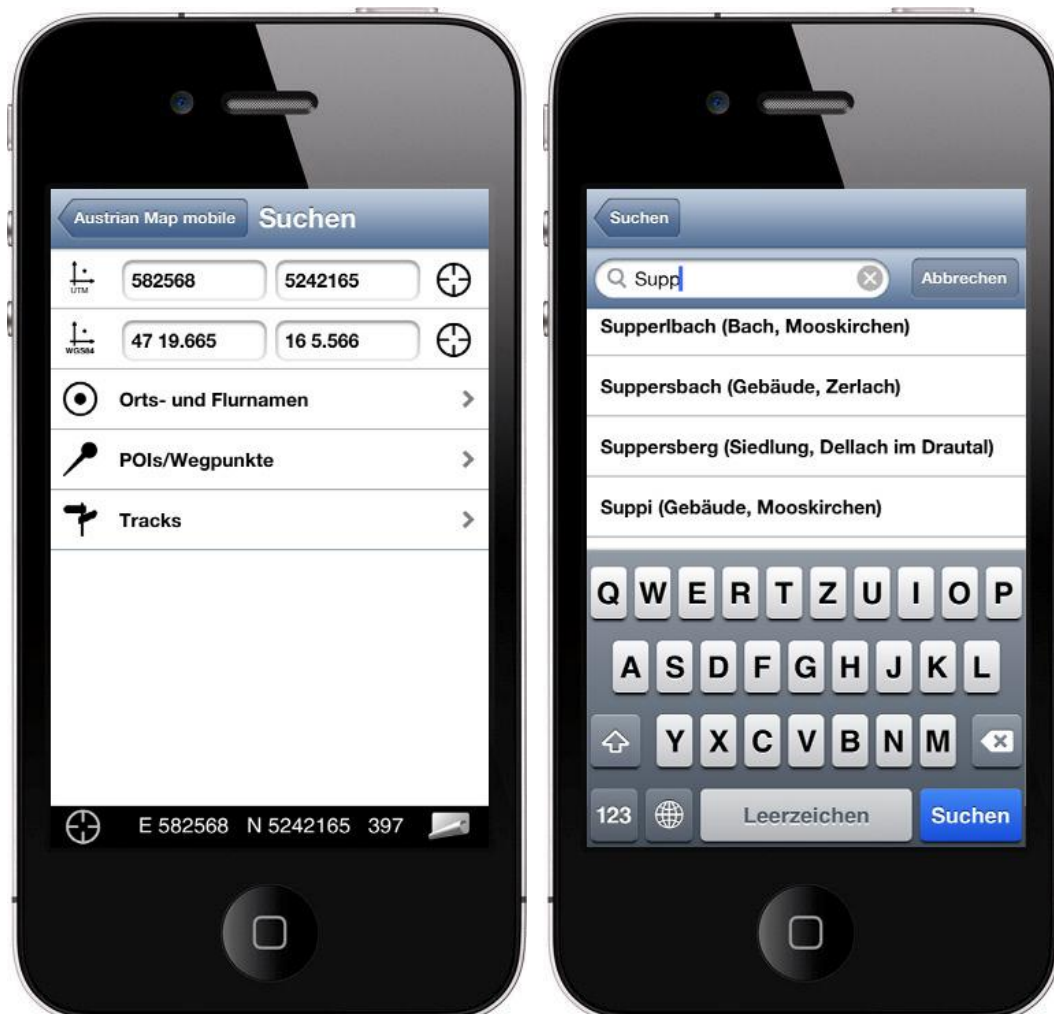 Austrian Map mobile Suchen
UTM 582568 5242165
WGS84 47 19.665 16 5.566
Orts- und Flurnamen
POIs/Wegpunkte
Tracks
E 582568 N 5242165 397
Suchen
Supp Abbrechen
Supperlbach (Bach, Mooskirchen)
Suppersbach (Gebäude, Zerlach)
Suppersberg (Siedlung, Dellach im Drautal)
Suppi (Gebäude, Mooskirchen)
Q W E R T Z U I O P
A S D F G H J K L
Y X C V B N M
123 Leerzeichen Suchen